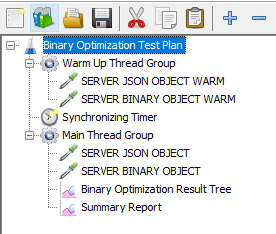 Binary Optimization Test Plan
Warm Up Thread Group
SERVER JSON OBJECT WARM
SERVER BINARY OBJECT WARM
Synchronizing Timer
Main Thread Group
SERVER JSON OBJECT
SERVER BINARY OBJECT
Binary Optimization Result Tree
Summary Report